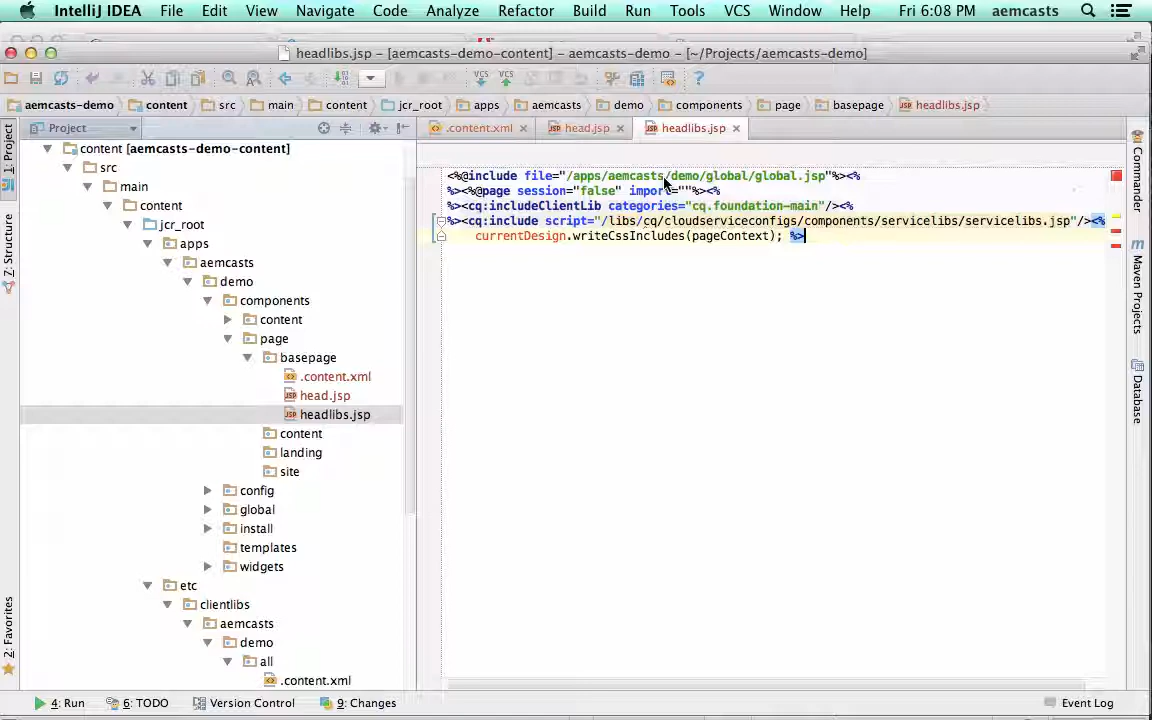 IntelliJ IDEA File Edit View Navigate Code Analyze Refactor Build Run Tools VCS Window Help Fri 6:08 PM aemcasts
headlibs.jsp - [aemcasts-demo-content] - aemcasts-demo - [~/Projects/aemcasts-demo]
VCS VCS
aemcasts-demo content src main content jcr_root apps aemcasts demo components page basepage headlibs.jsp
Project
.content.xml head.jsp headlibs.jsp
content [aemcasts-demo-content]
src
main
content
jcr_root
apps
aemcasts
demo
components
content
page
basepage
.content.xml
head.jsp
headlibs.jsp
content
landing
site
config
global
install
templates
widgets
etc
clientlibs
aemcasts
demo
all
.content.xml
<%@include file="/apps/aemcasts/demo/global/global.jsp"%><%
%><%@page session="false" import=""%><%
%><cq:includeClientLib categories="cq.foundation-main"/><%
%><cq:include script="/libs/cq/cloudserviceconfigs/components/servicelibs/servicelibs.jsp"/><%
currentDesign.writeCssIncludes(pageContext); %>
1: Project
7: Structure
2: Favorites
Commander
Maven Projects
Database
4: Run 6: TODO Version Control 9: Changes Event Log